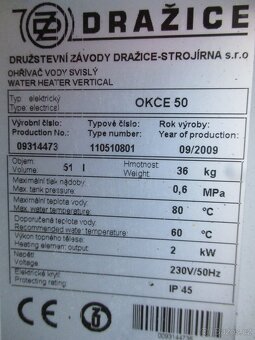 DRAŽICE
DRUŽSTEVNÍ ZÁVODY DRAŽICE-STROJÍRNA s.r.o
OHŘÍVAČ VODY SVISLÝ
WATER HEATER VERTICAL
Typ: elektrický
Type: electrical
OKCE 50
Výrobní číslo: Typové číslo: Rok výroby:
Production No.: Type number: Year of production:
09314473 110510801 09/2009
Objem: Hmotnost
Volume 51 l Weight: 36 kg
Maximální tlak nádoby:
Max. tank pressure: 0,6 MPa
Maximální teplota vody:
Max. water temperature: 80 °C
Doporučená teplota vody:
Recommended water temperature: 60 °C
Výkon topného tělesa:
Heating element output: 2 kW
Napětí
Voltage: 230V/50Hz
Elektrické krytí
Protecting rating: IP 45
CE